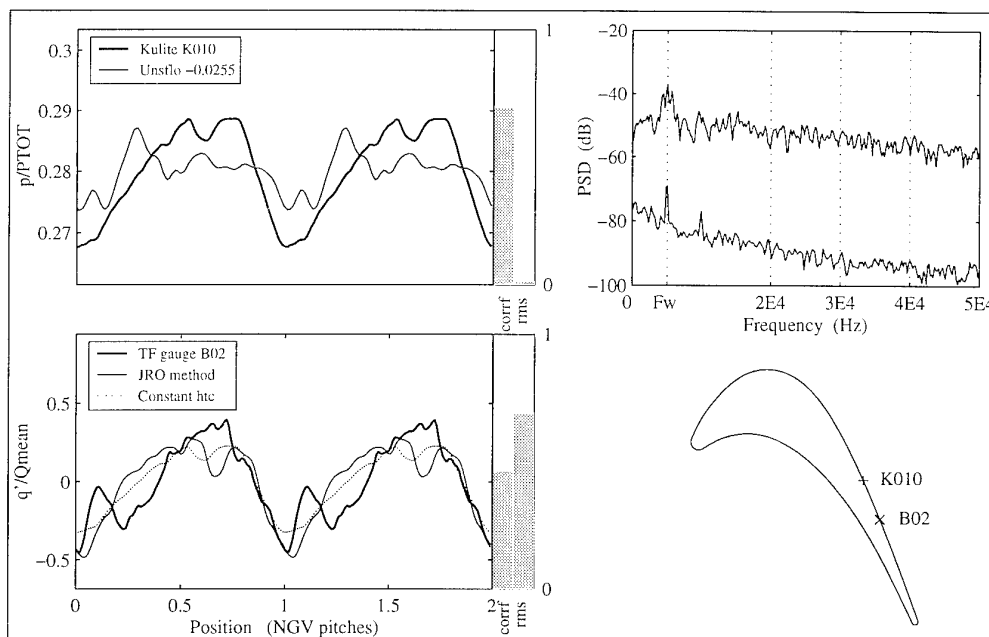 0.3
0.29
0.28
0.27
p/PTOT
Kulite K010
Unsflo −0.0255
1
0
corrf
rms
−20
−40
−60
−80
−100
PSD (dB)
0
Fw
2E4
3E4
4E4
5E4
Frequency (Hz)
TF gauge B02
JRO method
Constant htc
0.5
0
−0.5
q'/Qmean
0
0.5
1
1.5
2
Position (NGV pitches)
1
0
corrf
rms
K010
B02